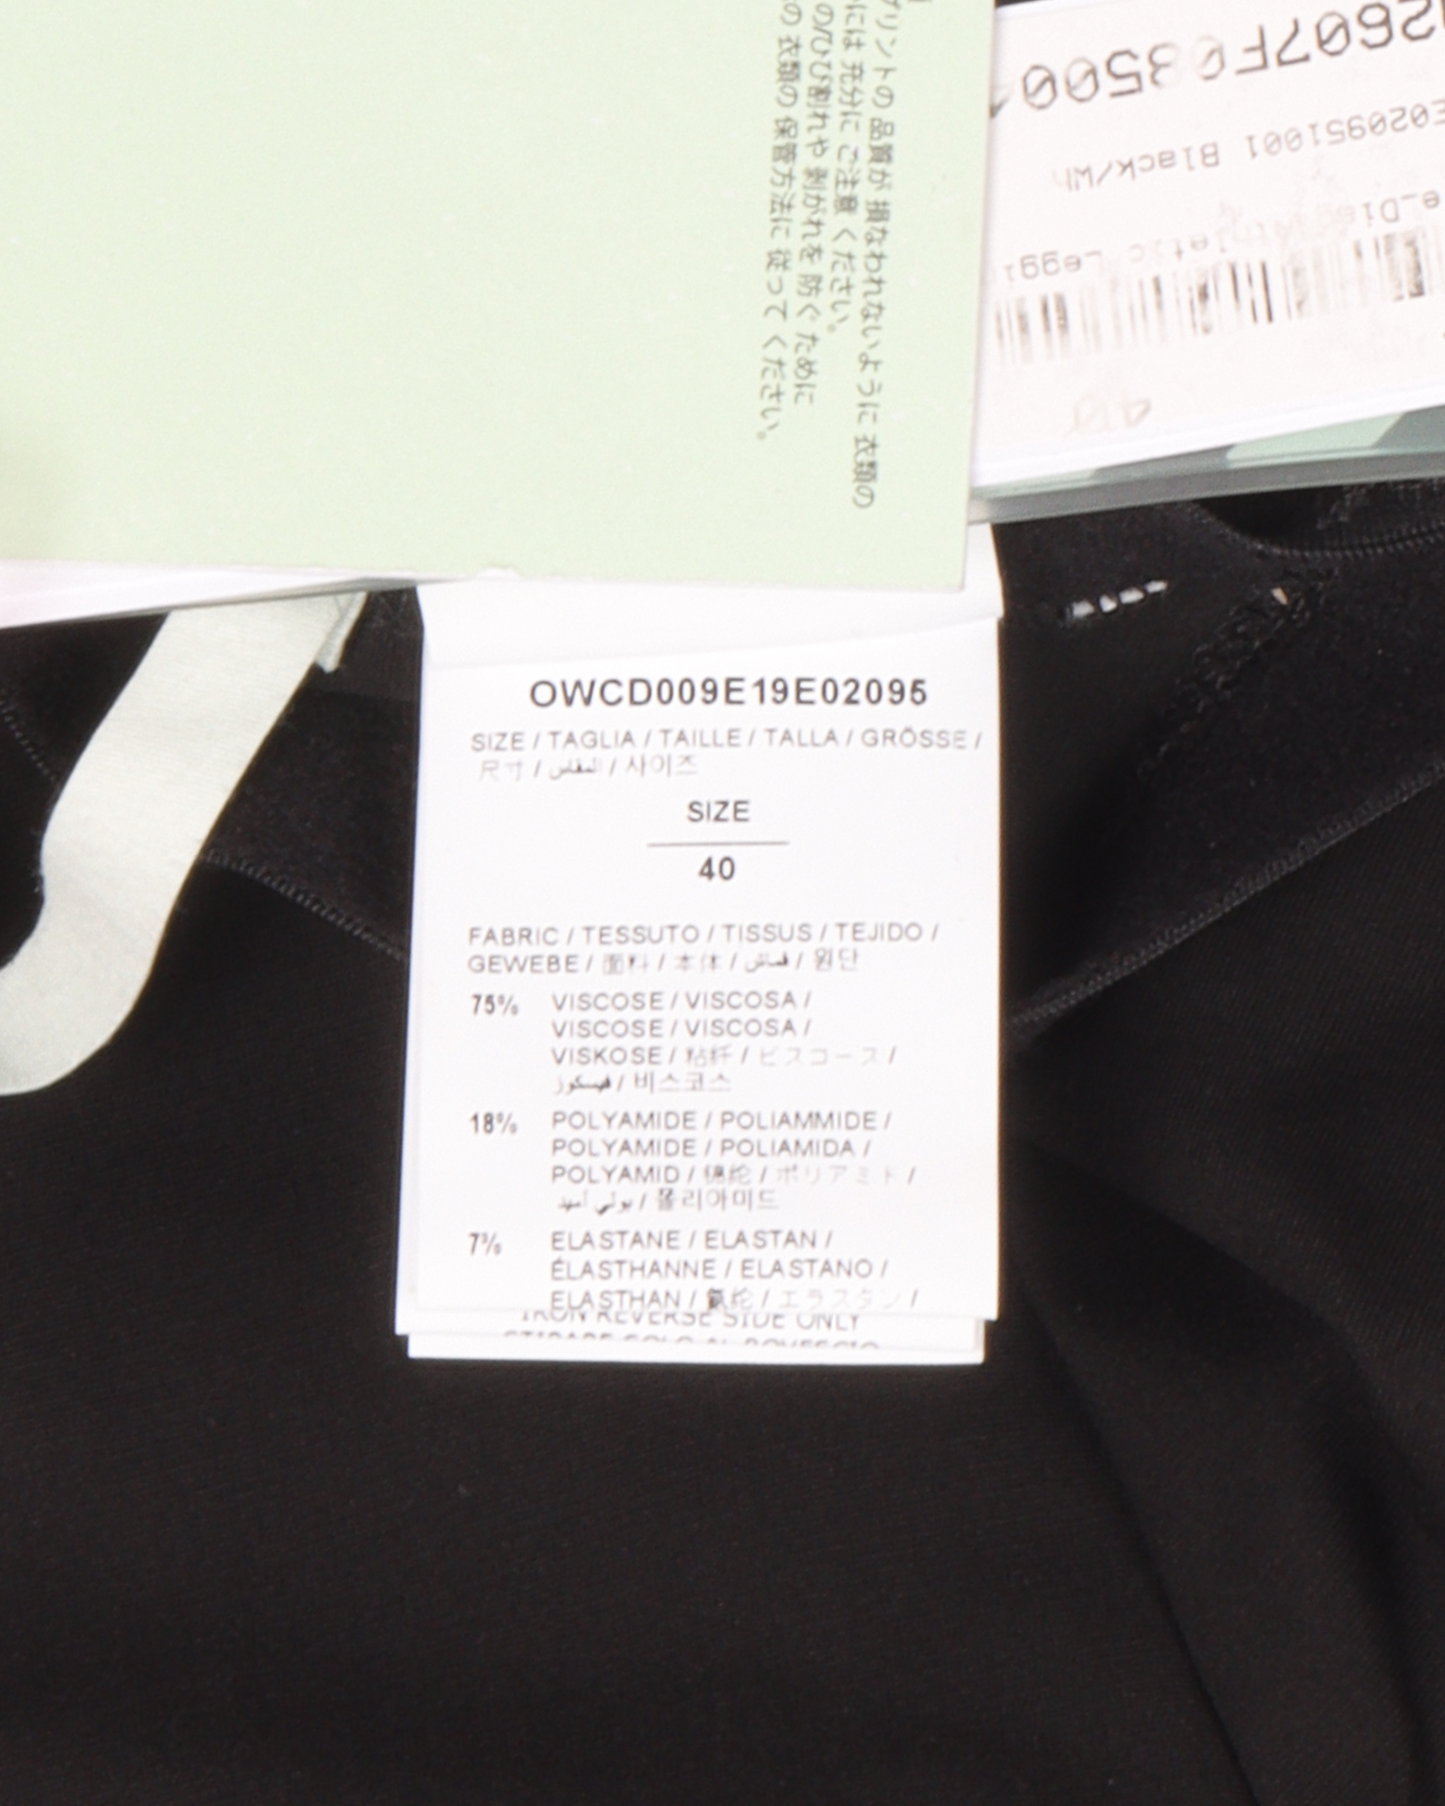 プリントの 品質が 損なわれないように 衣類の
には 充分に ご注意 ください。
のひび割れや 剥がれを 防ぐ ために
の 衣類の 保管方法に 従って ください。
E020951001 Black/Wh
40
OWCD009E19E02095
SIZE / TAGLIA / TAILLE / TALLA / GRÖSSE /
尺寸 / المقاس / 사이즈
SIZE
40
FABRIC / TESSUTO / TISSUS / TEJIDO /
GEWEBE / 面料 / 本体 / قماش / 원단
75% VISCOSE / VISCOSA /
VISCOSE / VISCOSA /
VISKOSE / 粘纤 / ビスコース /
فيسكوز / 비스코스
18% POLYAMIDE / POLIAMMIDE /
POLYAMIDE / POLIAMIDA /
POLYAMID / 锦纶 / ポリアミド /
بولي أميد / 폴리아미드
7% ELASTANE / ELASTAN /
ÉLASTHANNE / ELASTANO /
ELASTHAN / 氨纶 / エラスタン /
IRON REVERSE SIDE ONLY
STIRARE SOLO AL ROVESCIO